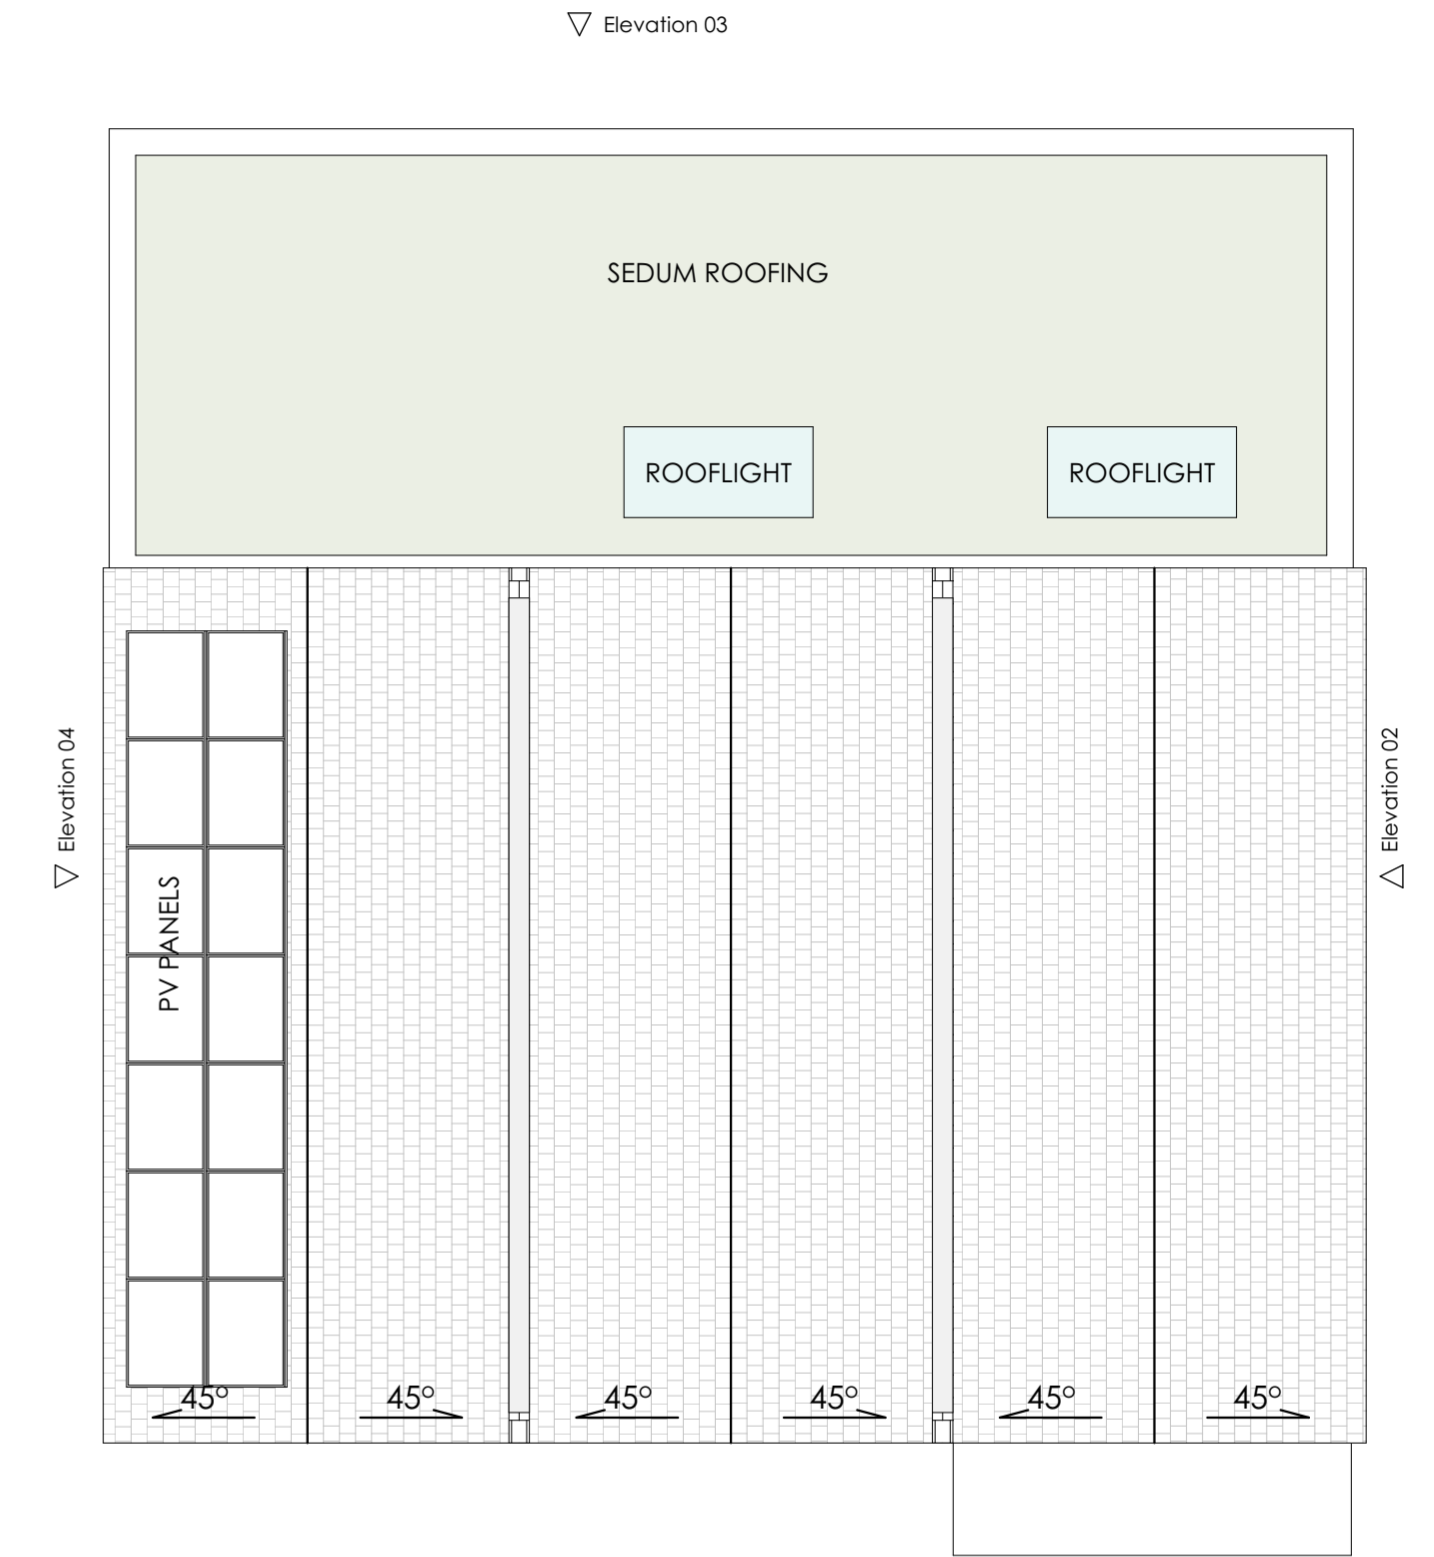 Elevation 03
SEDUM ROOFING
ROOFLIGHT
ROOFLIGHT
Elevation 04
Elevation 02
PV PANELS
45°
45°
45°
45°
45°
45°